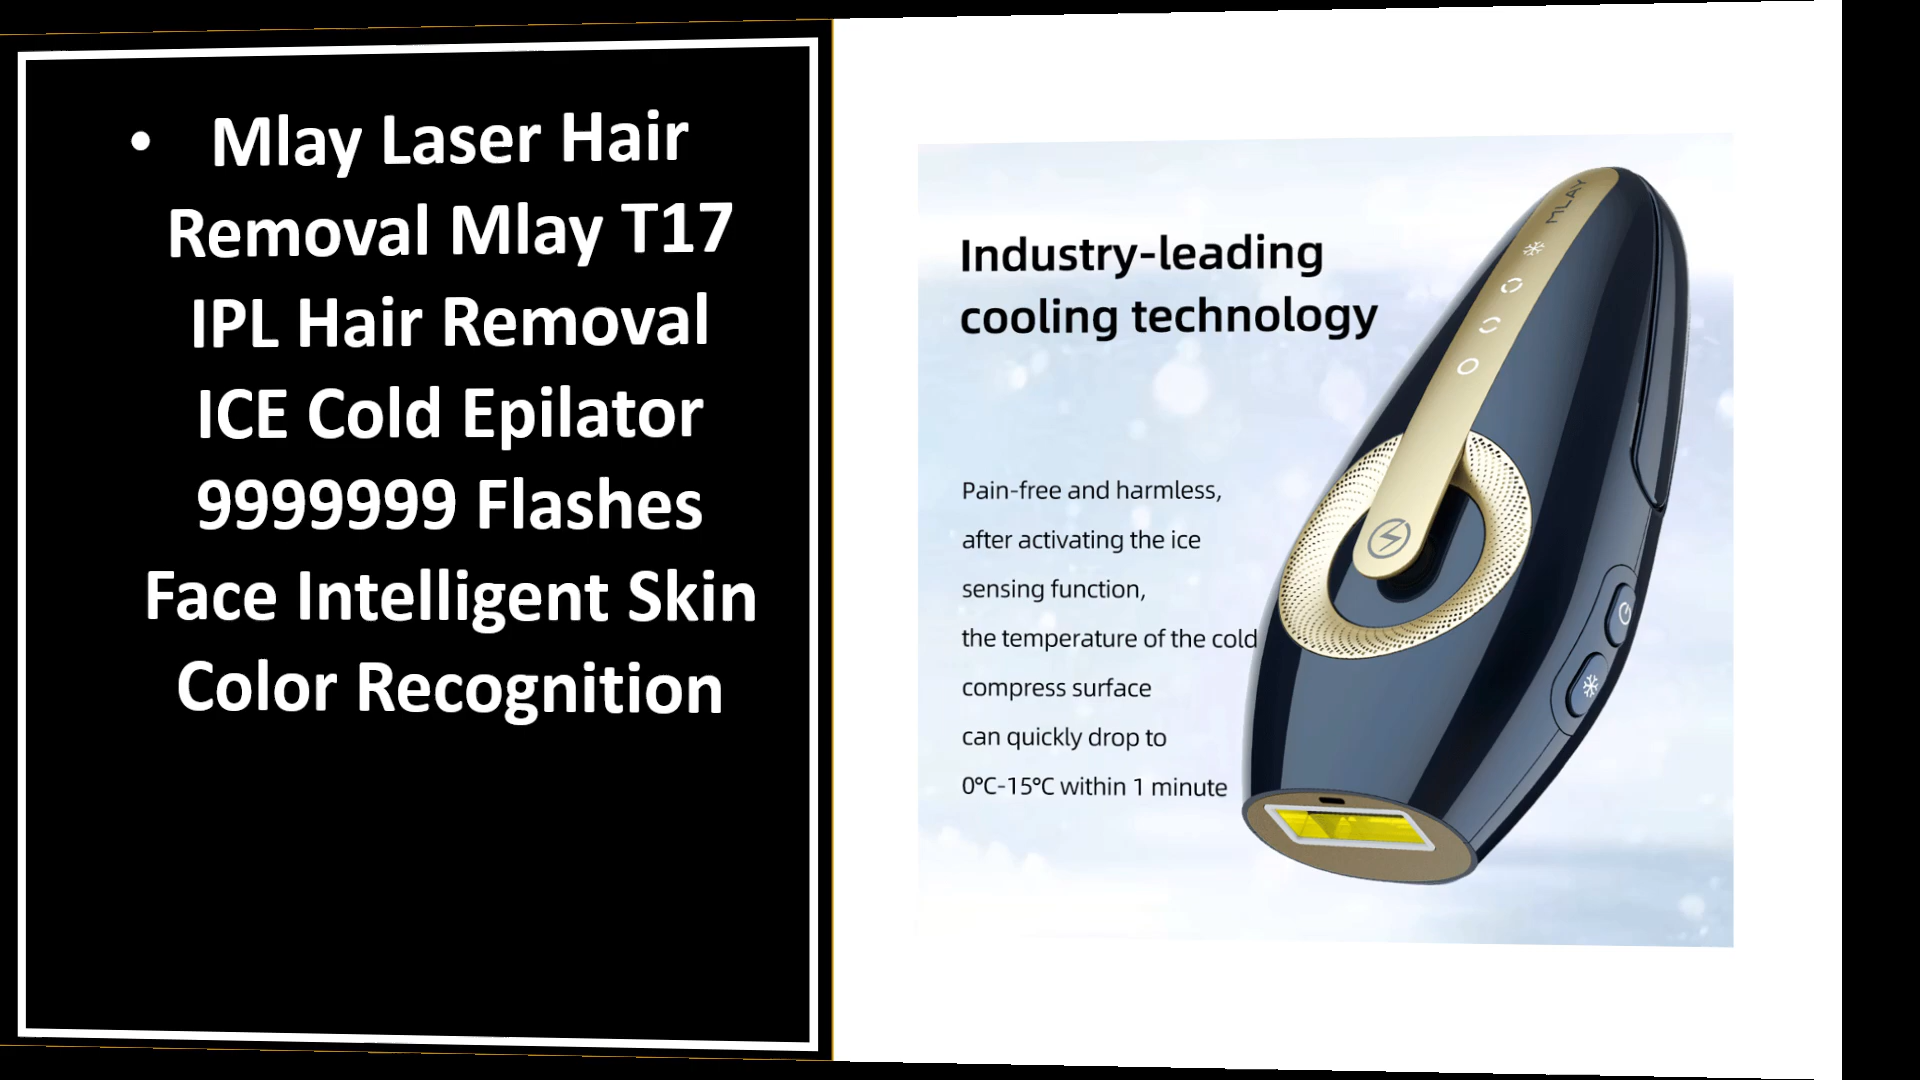 • Mlay Laser Hair
Removal Mlay T17
IPL Hair Removal
ICE Cold Epilator
9999999 Flashes
Face Intelligent Skin
Color Recognition
Industry-leading
cooling technology
Pain-free and harmless,
after activating the ice
sensing function,
the temperature of the cold
compress surface
can quickly drop to
0°C-15°C within 1 minute
MLAY